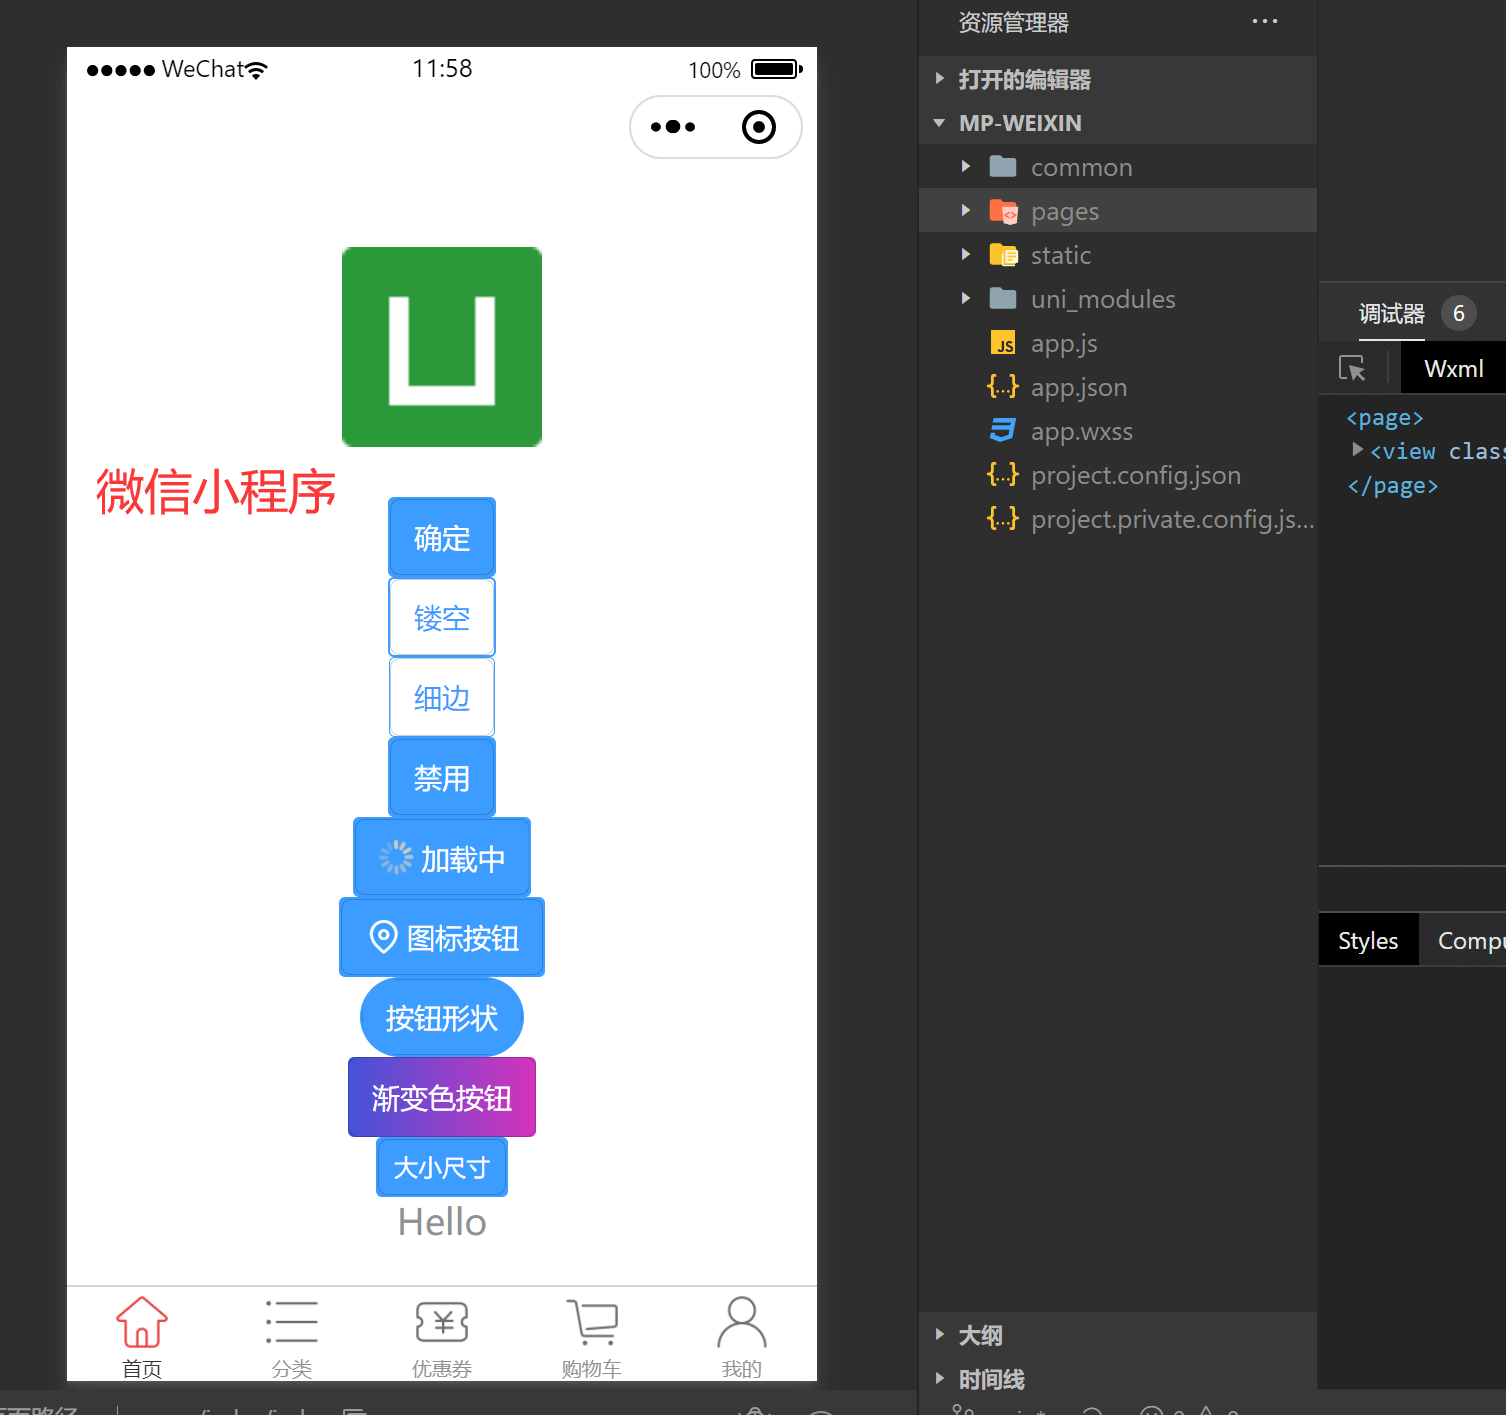 WeChat
11:58
100%
微信小程序
确定
镂空
细边
禁用
加载中
图标按钮
按钮形状
渐变色按钮
大小尺寸
Hello
首页
分类
优惠券
购物车
我的
资源管理器
打开的编辑器
MP-WEIXIN
common
pages
static
uni_modules
JS app.js
{...} app.json
app.wxss
{...} project.config.json
{...} project.private.config.js...
大纲
时间线
调试器 6
Wxml
<page>
<view class
</page>
Styles
Compu